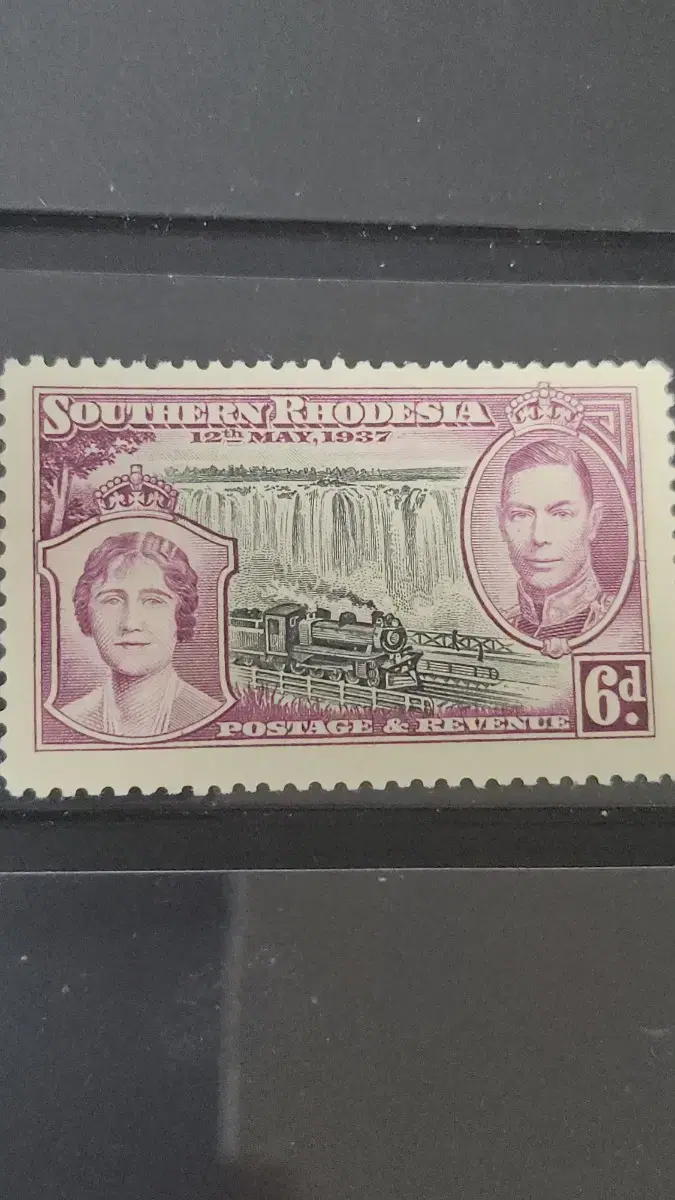 SOUTHERN RHODESIA
12th MAY, 1937
6d.
POSTAGE & REVENUE